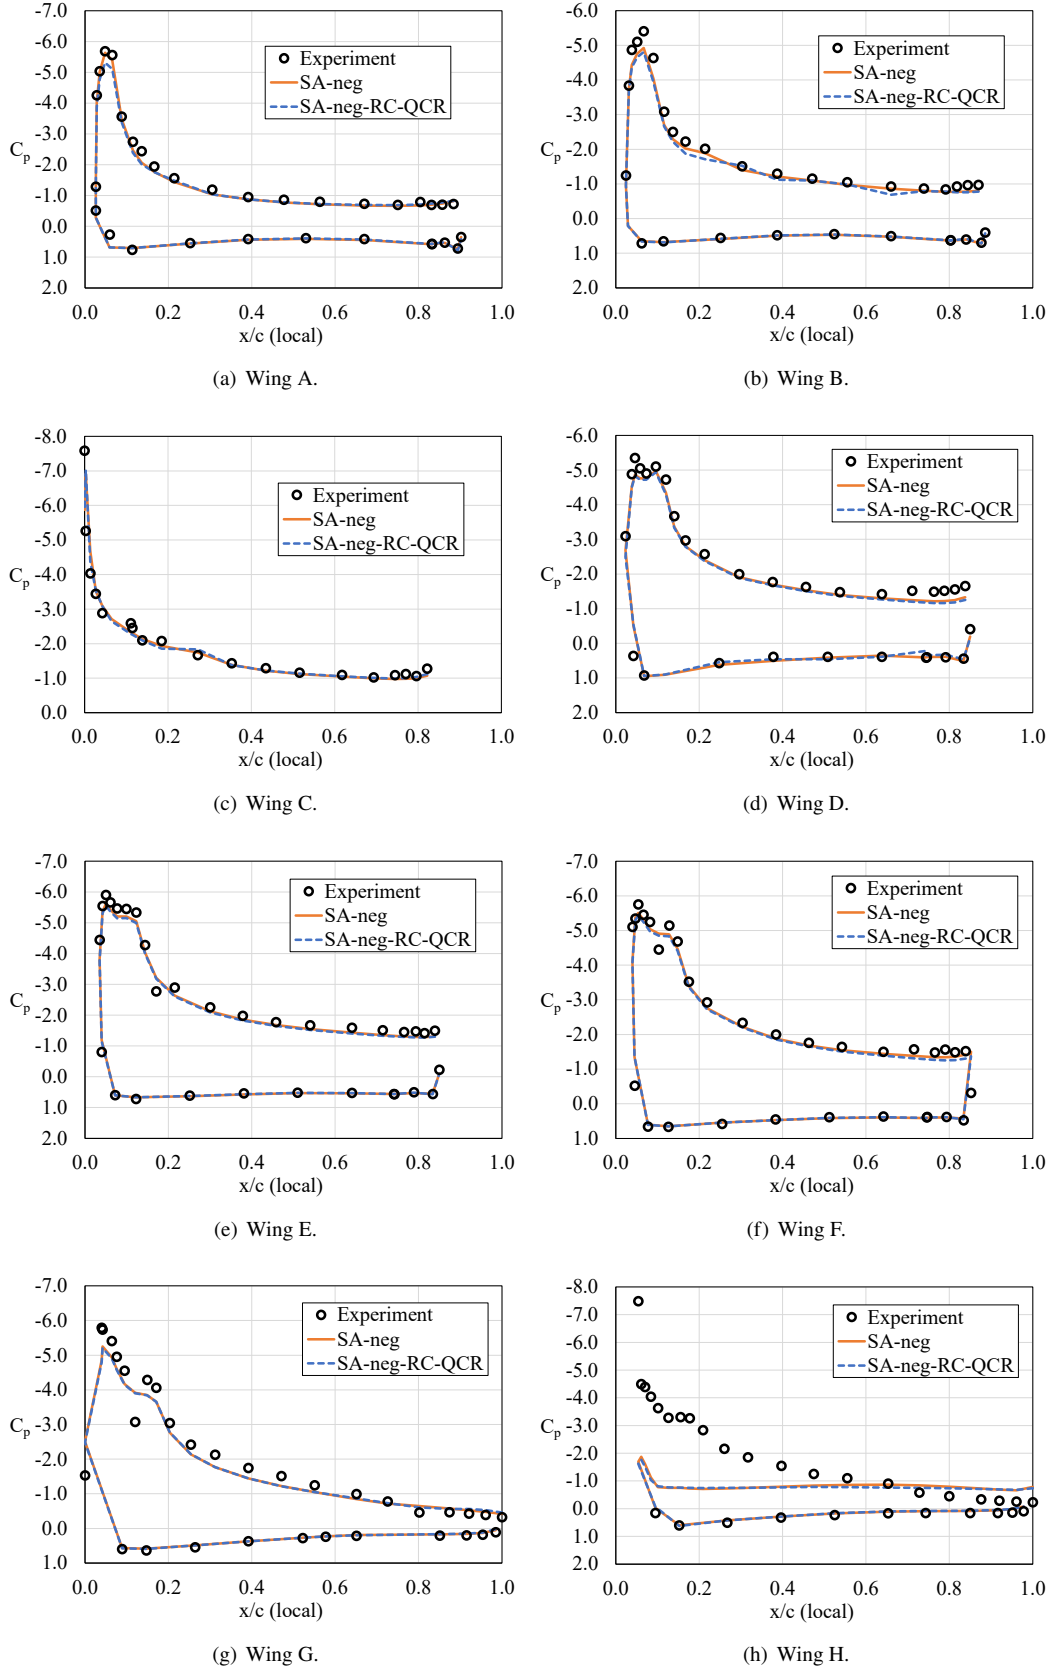 -7.0
-6.0
-5.0
-4.0
-3.0
-2.0
-1.0
0.0
1.0
2.0
Cp
0.0 0.2 0.4 0.6 0.8 1.0
x/c (local)
Experiment
SA-neg
SA-neg-RC-QCR
(a) Wing A.
-6.0
-5.0
-4.0
-3.0
-2.0
-1.0
0.0
1.0
2.0
Cp
0.0 0.2 0.4 0.6 0.8 1.0
x/c (local)
Experiment
SA-neg
SA-neg-RC-QCR
(b) Wing B.
-8.0
-7.0
-6.0
-5.0
-4.0
-3.0
-2.0
-1.0
0.0
Cp
0.0 0.2 0.4 0.6 0.8 1.0
x/c (local)
Experiment
SA-neg
SA-neg-RC-QCR
(c) Wing C.
-6.0
-5.0
-4.0
-3.0
-2.0
-1.0
0.0
1.0
2.0
Cp
0.0 0.2 0.4 0.6 0.8 1.0
x/c (local)
Experiment
SA-neg
SA-neg-RC-QCR
(d) Wing D.
-7.0
-6.0
-5.0
-4.0
-3.0
-2.0
-1.0
0.0
1.0
2.0
Cp
0.0 0.2 0.4 0.6 0.8 1.0
x/c (local)
Experiment
SA-neg
SA-neg-RC-QCR
(e) Wing E.
-7.0
-6.0
-5.0
-4.0
-3.0
-2.0
-1.0
0.0
1.0
Cp
0.0 0.2 0.4 0.6 0.8 1.0
x/c (local)
Experiment
SA-neg
SA-neg-RC-QCR
(f) Wing F.
-7.0
-6.0
-5.0
-4.0
-3.0
-2.0
-1.0
0.0
1.0
Cp
0.0 0.2 0.4 0.6 0.8 1.0
x/c (local)
Experiment
SA-neg
SA-neg-RC-QCR
(g) Wing G.
-8.0
-7.0
-6.0
-5.0
-4.0
-3.0
-2.0
-1.0
0.0
1.0
2.0
Cp
0.0 0.2 0.4 0.6 0.8 1.0
x/c (local)
Experiment
SA-neg
SA-neg-RC-QCR
(h) Wing H.